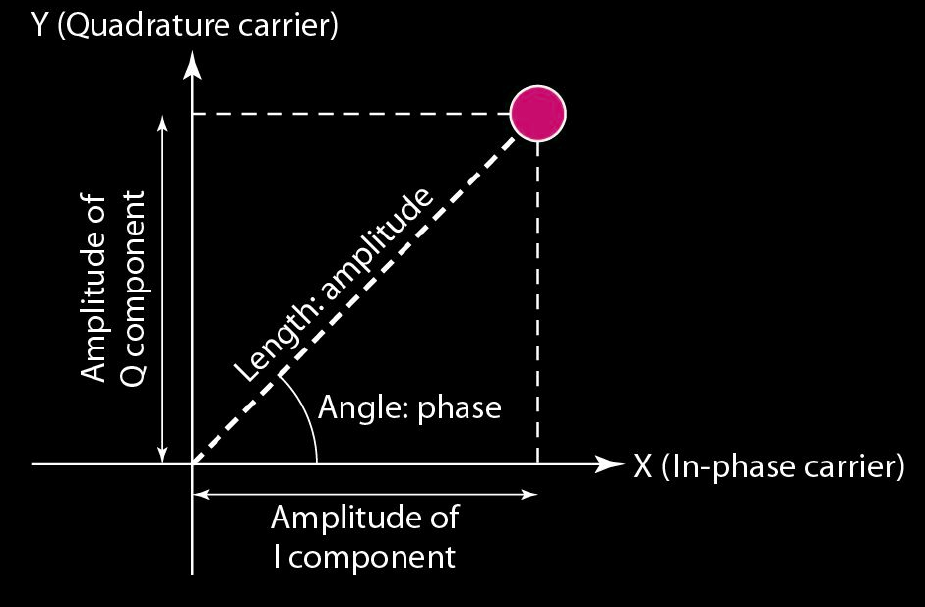 Y (Quadrature carrier)
Amplitude of
Q component
Length: amplitude
Angle: phase
X (In-phase carrier)
Amplitude of
I component